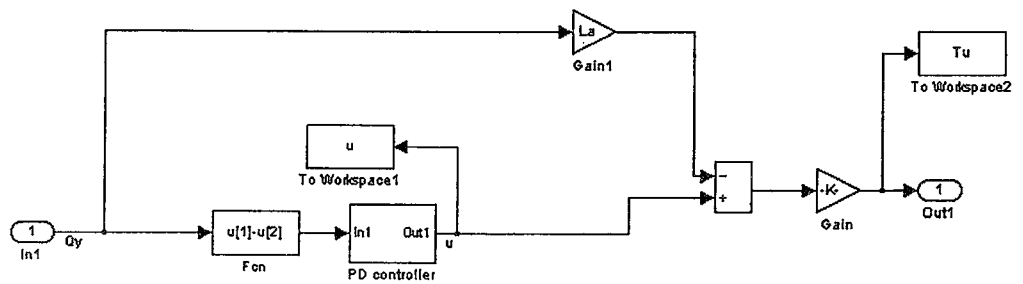 La
Gain1
Tu
To Workspace2
u
To Workspace1
-
+
-K-
Gain
1
Out1
1
In1
Qy
u[1]-u[2]
Fcn
In1
Out1
PD controller
u